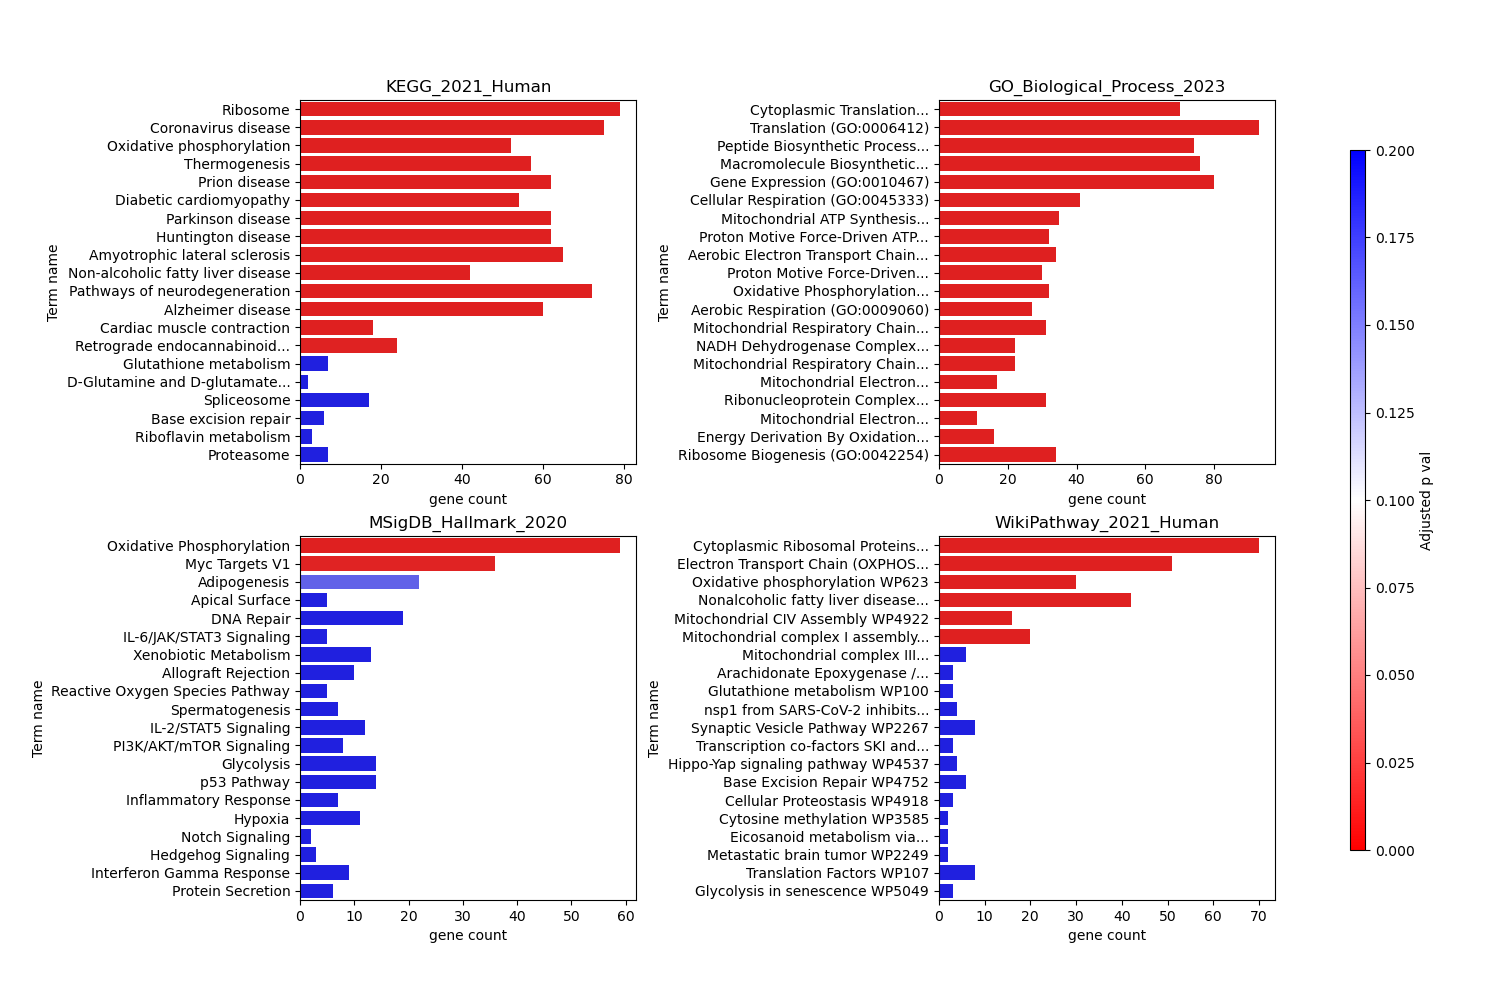 KEGG_2021_Human
Term name
Ribosome
Coronavirus disease
Oxidative phosphorylation
Thermogenesis
Prion disease
Diabetic cardiomyopathy
Parkinson disease
Huntington disease
Amyotrophic lateral sclerosis
Non-alcoholic fatty liver disease
Pathways of neurodegeneration
Alzheimer disease
Cardiac muscle contraction
Retrograde endocannabinoid...
Glutathione metabolism
D-Glutamine and D-glutamate...
Spliceosome
Base excision repair
Riboflavin metabolism
Proteasome
0 20 40 60 80
gene count
GO_Biological_Process_2023
Term name
Cytoplasmic Translation...
Translation (GO:0006412)
Peptide Biosynthetic Process...
Macromolecule Biosynthetic...
Gene Expression (GO:0010467)
Cellular Respiration (GO:0045333)
Mitochondrial ATP Synthesis...
Proton Motive Force-Driven ATP...
Aerobic Electron Transport Chain...
Proton Motive Force-Driven...
Oxidative Phosphorylation...
Aerobic Respiration (GO:0009060)
Mitochondrial Respiratory Chain...
NADH Dehydrogenase Complex...
Mitochondrial Respiratory Chain...
Mitochondrial Electron...
Ribonucleoprotein Complex...
Mitochondrial Electron...
Energy Derivation By Oxidation...
Ribosome Biogenesis (GO:0042254)
0 20 40 60 80
gene count
MSigDB_Hallmark_2020
Term name
Oxidative Phosphorylation
Myc Targets V1
Adipogenesis
Apical Surface
DNA Repair
IL-6/JAK/STAT3 Signaling
Xenobiotic Metabolism
Allograft Rejection
Reactive Oxygen Species Pathway
Spermatogenesis
IL-2/STAT5 Signaling
PI3K/AKT/mTOR Signaling
Glycolysis
p53 Pathway
Inflammatory Response
Hypoxia
Notch Signaling
Hedgehog Signaling
Interferon Gamma Response
Protein Secretion
0 10 20 30 40 50 60
gene count
WikiPathway_2021_Human
Term name
Cytoplasmic Ribosomal Proteins...
Electron Transport Chain (OXPHOS...
Oxidative phosphorylation WP623
Nonalcoholic fatty liver disease...
Mitochondrial CIV Assembly WP4922
Mitochondrial complex I assembly...
Mitochondrial complex III...
Arachidonate Epoxygenase /...
Glutathione metabolism WP100
nsp1 from SARS-CoV-2 inhibits...
Synaptic Vesicle Pathway WP2267
Transcription co-factors SKI and...
Hippo-Yap signaling pathway WP4537
Base Excision Repair WP4752
Cellular Proteostasis WP4918
Cytosine methylation WP3585
Eicosanoid metabolism via...
Metastatic brain tumor WP2249
Translation Factors WP107
Glycolysis in senescence WP5049
0 10 20 30 40 50 60 70
gene count
0.200
0.175
0.150
0.125
0.100
0.075
0.050
0.025
0.000
Adjusted p val